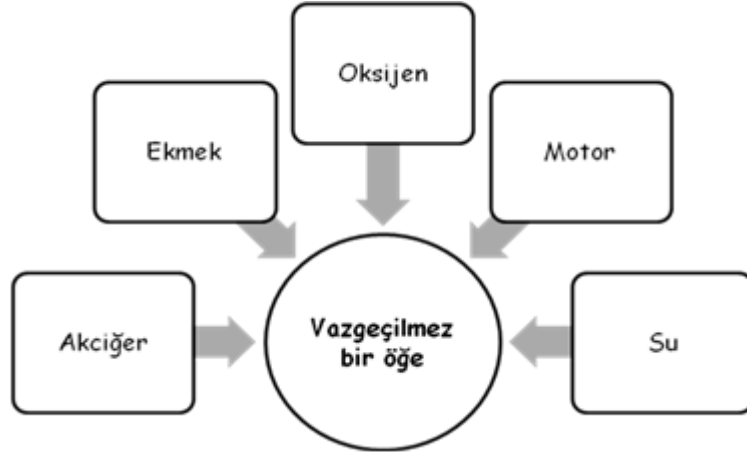 Oksijen
Ekmek
Motor
Akciğer
Vazgeçilmez
bir öğe
Su